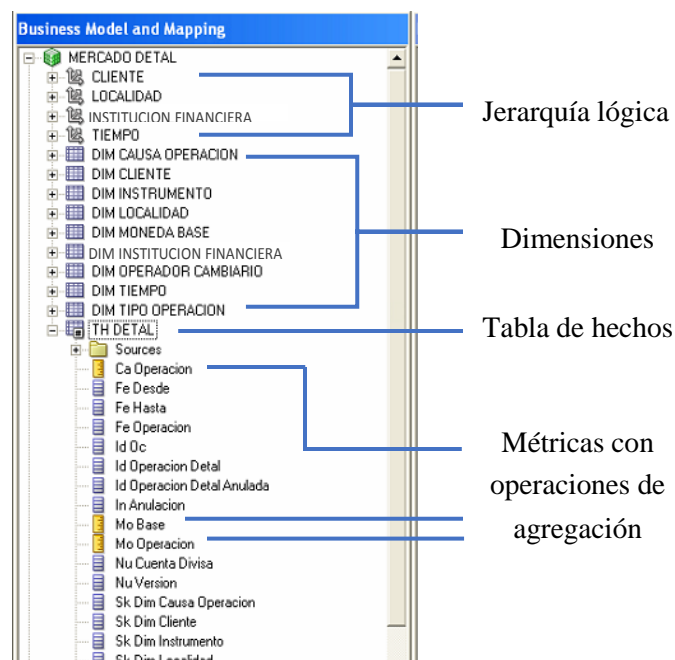 Business Model and Mapping
MERCADO DETAL
CLIENTE
LOCALIDAD
INSTITUCION FINANCIERA
TIEMPO
DIM CAUSA OPERACION
DIM CLIENTE
DIM INSTRUMENTO
DIM LOCALIDAD
DIM MONEDA BASE
DIM INSTITUCION FINANCIERA
DIM OPERADOR CAMBIARIO
DIM TIEMPO
DIM TIPO OPERACION
TH DETAL
Sources
Ca Operacion
Fe Desde
Fe Hasta
Fe Operacion
Id Oc
Id Operacion Detal
Id Operacion Detal Anulada
In Anulacion
Mo Base
Mo Operacion
Nu Cuenta Divisa
Nu Version
Sk Dim Causa Operacion
Sk Dim Cliente
Sk Dim Instrumento
Sk Dim Localidad
Jerarquía lógica
Dimensiones
Tabla de hechos
Métricas con
operaciones de
agregación